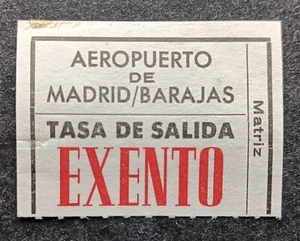 AEROPUERTO
DE
MADRID/BARAJAS
TASA DE SALIDA
EXENTO
Matriz